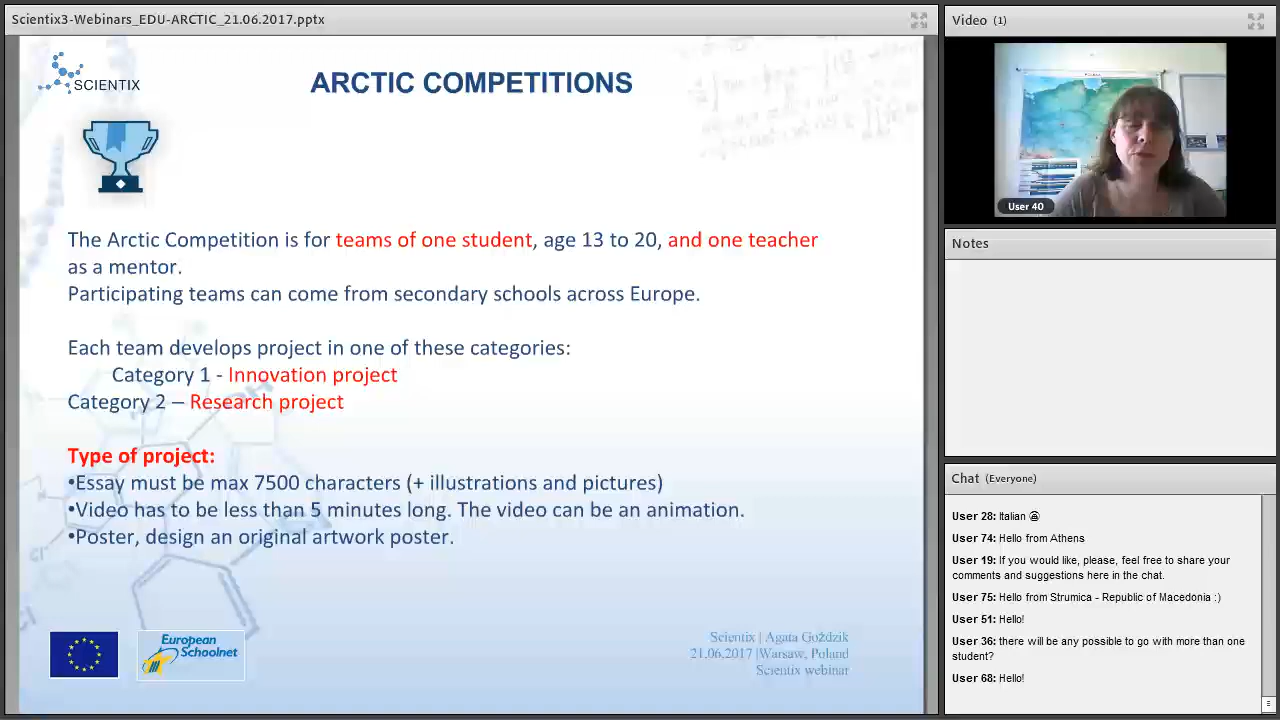 Scientix3-Webinars_EDU-ARCTIC_21.06.2017.pptx
SCIENTIX
ARCTIC COMPETITIONS
The Arctic Competition is for teams of one student, age 13 to 20, and one teacher
as a mentor.
Participating teams can come from secondary schools across Europe.
Each team develops project in one of these categories:
Category 1 - Innovation project
Category 2 – Research project
Type of project:
•Essay must be max 7500 characters (+ illustrations and pictures)
•Video has to be less than 5 minutes long. The video can be an animation.
•Poster, design an original artwork poster.
European
Schoolnet
Scientix | Agata Goździk
21.06.2017 |Warsaw, Poland
Scientix webinar
Video (1)
User 40
Notes
Chat (Everyone)
User 28: Italian
User 74: Hello from Athens
User 19: If you would like, please, feel free to share your
comments and suggestions here in the chat.
User 75: Hello from Strumica - Republic of Macedonia :)
User 51: Hello!
User 36: there will be any possible to go with more than one
student?
User 68: Hello!